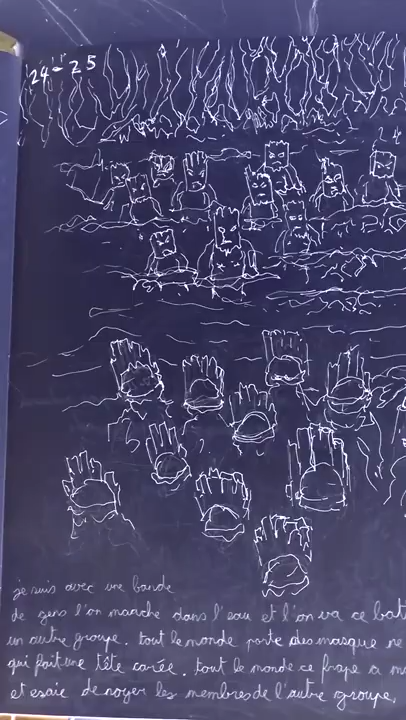 24 - 25
je suis avec une bande
de gens l'on marche dans l'eau et l'on va ce bat
un autre groupe. tout le monde porte des masque ne
qui fait une tête carée. tout le monde ce frape a m
et essaie de noyer les membres de l'autre groupe.